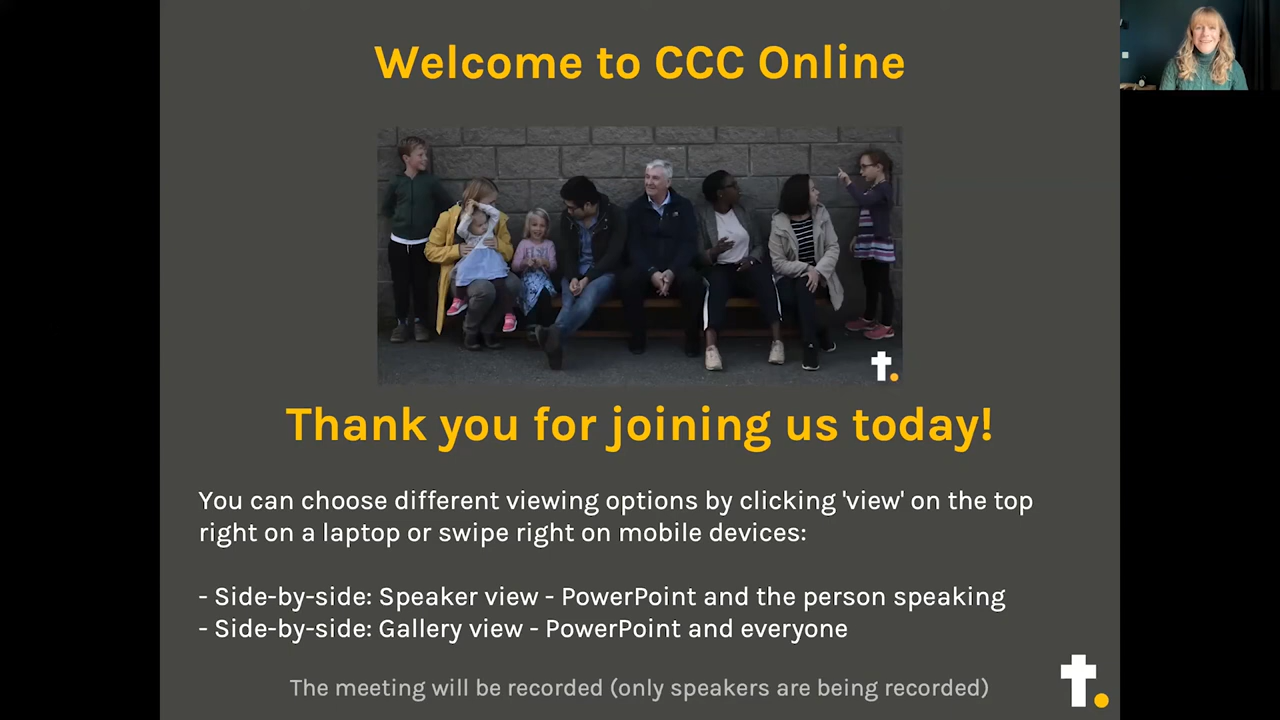 Welcome to CCC Online
Thank you for joining us today!
You can choose different viewing options by clicking 'view' on the top
right on a laptop or swipe right on mobile devices:
- Side-by-side: Speaker view - PowerPoint and the person speaking
- Side-by-side: Gallery view - PowerPoint and everyone
The meeting will be recorded (only speakers are being recorded)